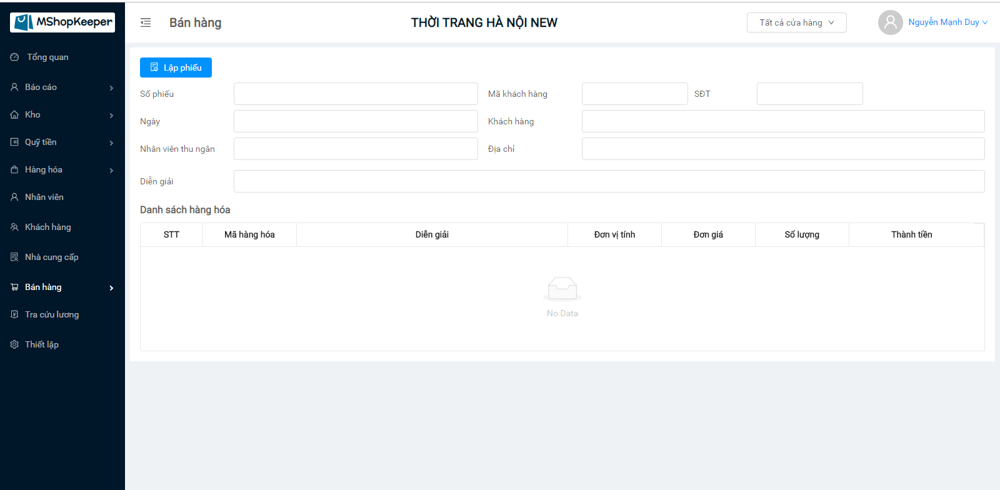 MShopKeeper
Bán hàng
THỜI TRANG HÀ NỘI NEW
Tất cả cửa hàng
Nguyễn Mạnh Duy
Tổng quan
Báo cáo
Kho
Quỹ tiền
Hàng hóa
Nhân viên
Khách hàng
Nhà cung cấp
Bán hàng
Tra cứu lương
Thiết lập
Lập phiếu
Số phiếu
Mã khách hàng
SĐT
Ngày
Khách hàng
Nhân viên thu ngân
Địa chỉ
Diễn giải
Danh sách hàng hóa
STT Mã hàng hóa Diễn giải Đơn vị tính Đơn giá Số lượng Thành tiền
No Data